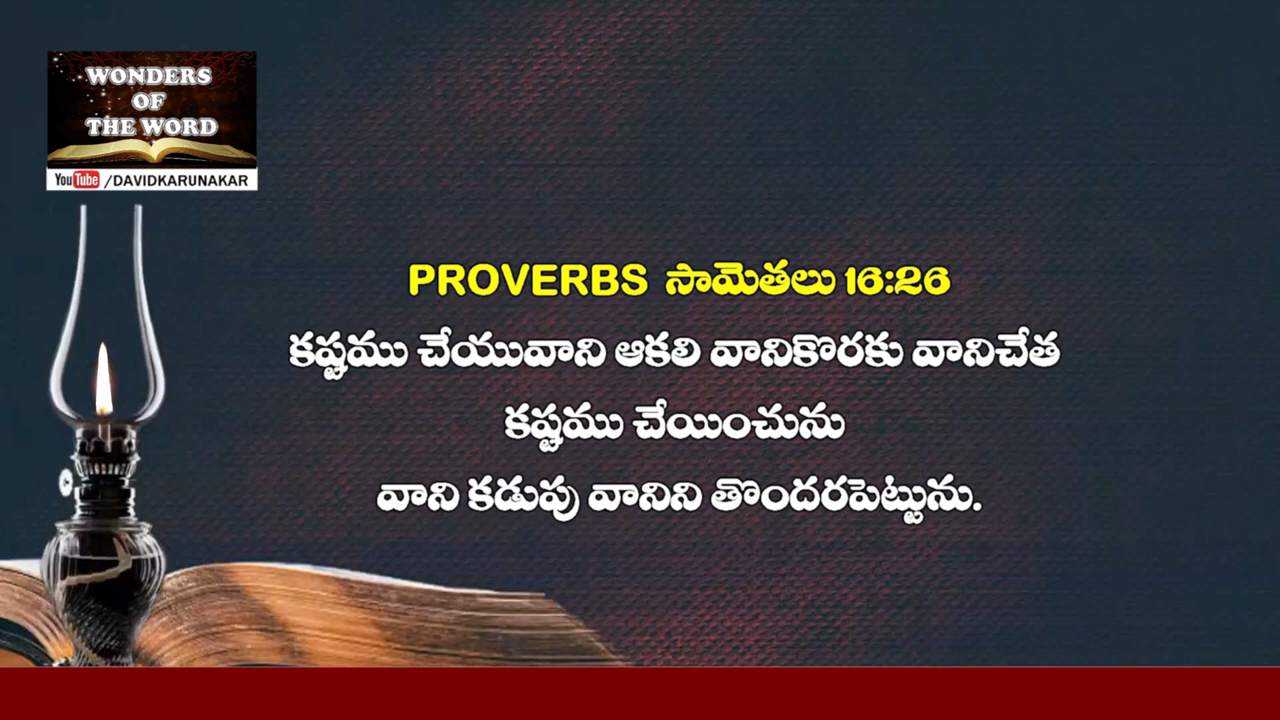 WONDERS
OF
THE WORD
YouTube /DAVIDKARUNAKAR
PROVERBS సామెతలు 16:26
కష్టము చేయువాని ఆకలి వానికొరకు వానిచేత
కష్టము చేయించును
వాని కడుపు వానిని తొందరపెట్టును.